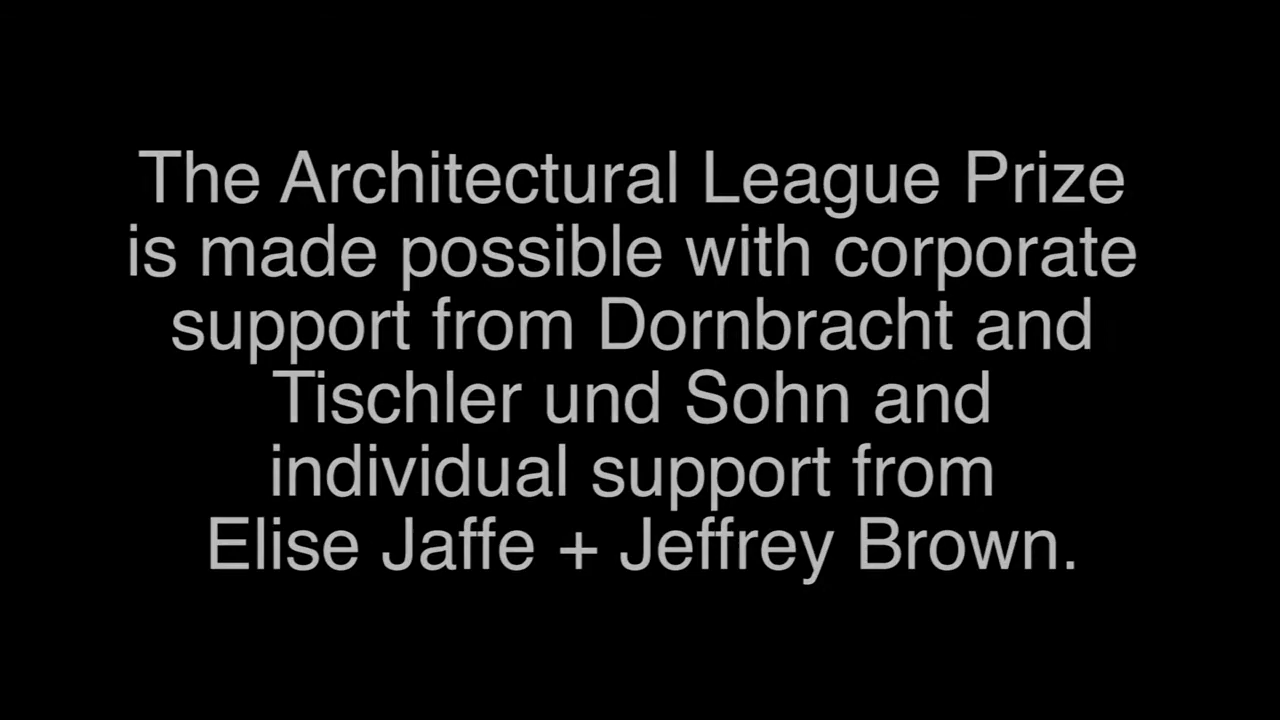 The Architectural League Prize
is made possible with corporate
support from Dornbracht and
Tischler und Sohn and
individual support from
Elise Jaffe + Jeffrey Brown.